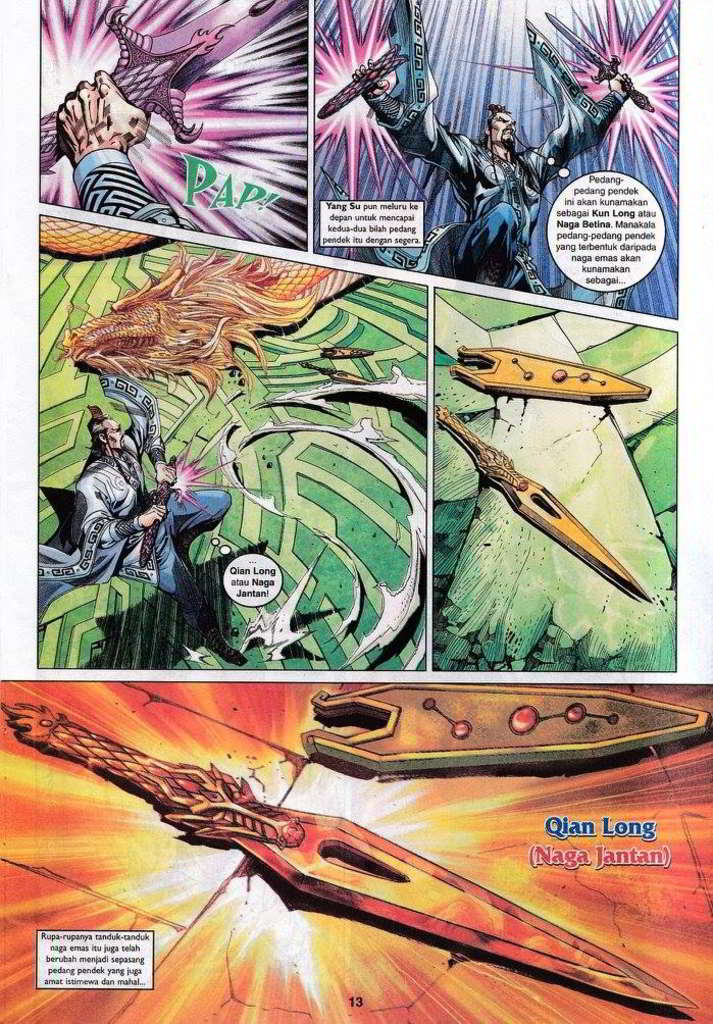 PAP!
Yang Su pun meluru ke
depan untuk mencapai
kedua-dua bilah pedang
pendek itu dengan segera.
Pedang-
pedang pendek
ini akan kunamakan
sebagai Kun Long atau
Naga Betina. Manakala
pedang-pedang pendek
yang terbentuk daripada
naga emas akan
kunamakan
sebagai...
...
Qian Long
atau Naga
Jantan!
Qian Long
(Naga Jantan)
Rupa-rupanya tanduk-tanduk
naga emas itu juga telah
berubah menjadi sepasang
pedang pendek yang juga
amat istimewa dan mahal...
13